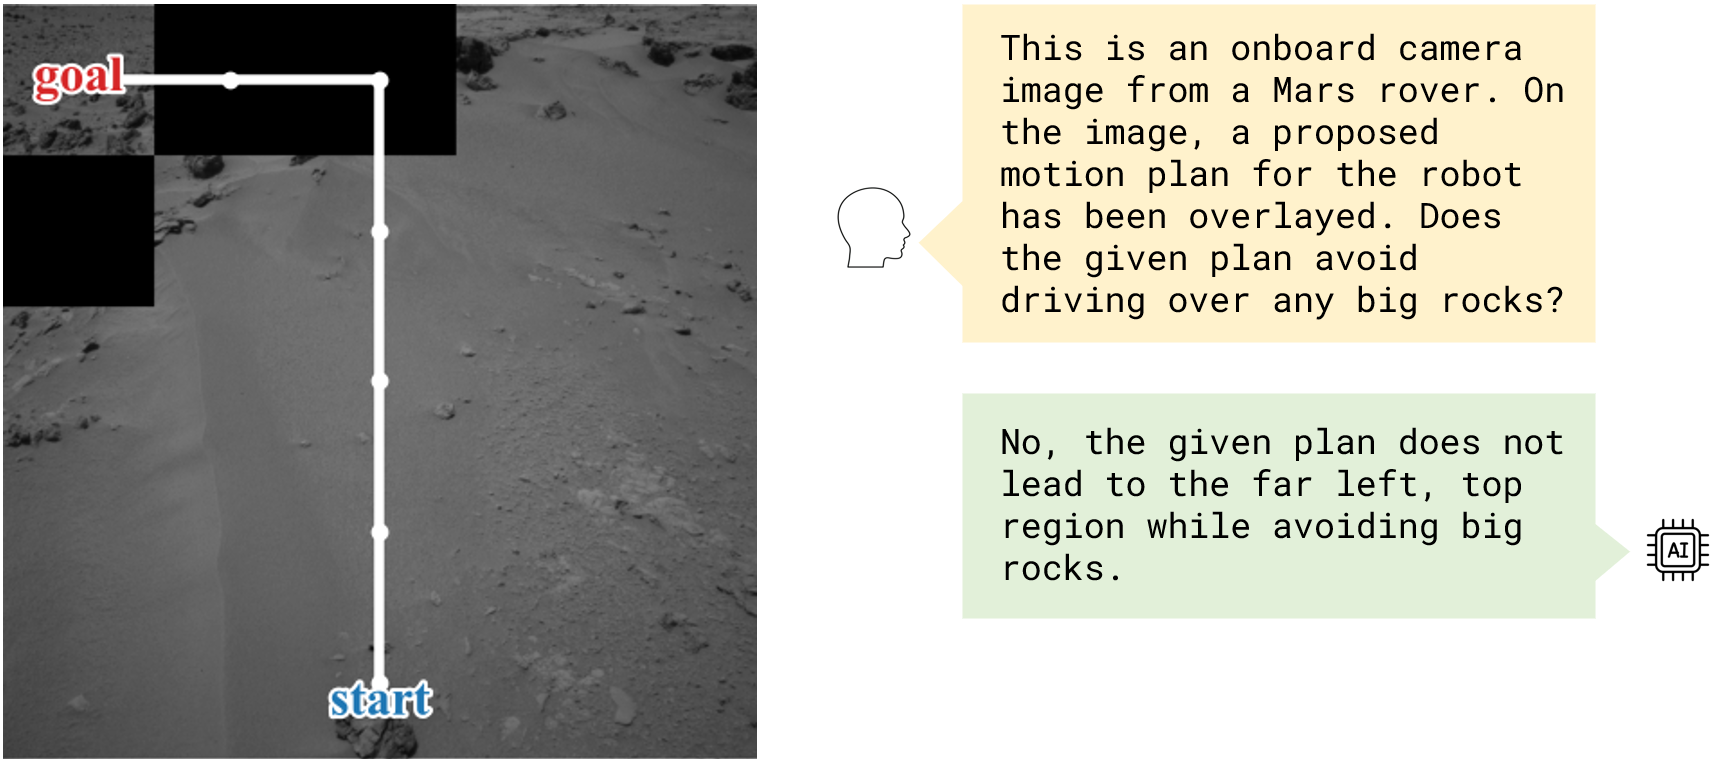 goal
start
This is an onboard camera
image from a Mars rover. On
the image, a proposed
motion plan for the robot
has been overlayed. Does
the given plan avoid
driving over any big rocks?
No, the given plan does not
lead to the far left, top
region while avoiding big
rocks.
AI